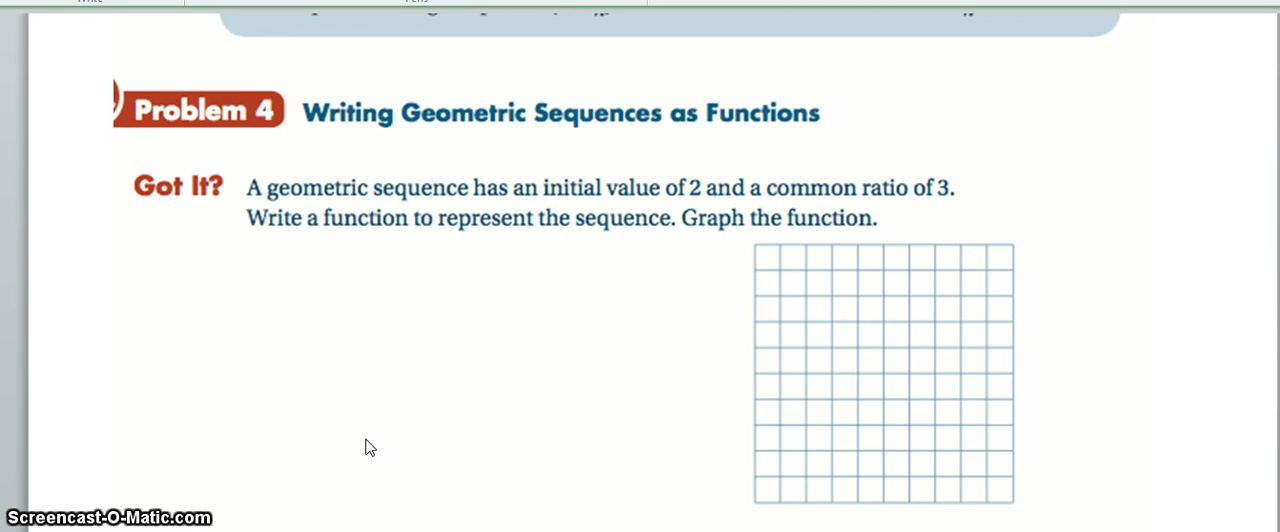 Problem 4 Writing Geometric Sequences as Functions
Got It? A geometric sequence has an initial value of 2 and a common ratio of 3.
Write a function to represent the sequence. Graph the function.
Screencast-O-Matic.com